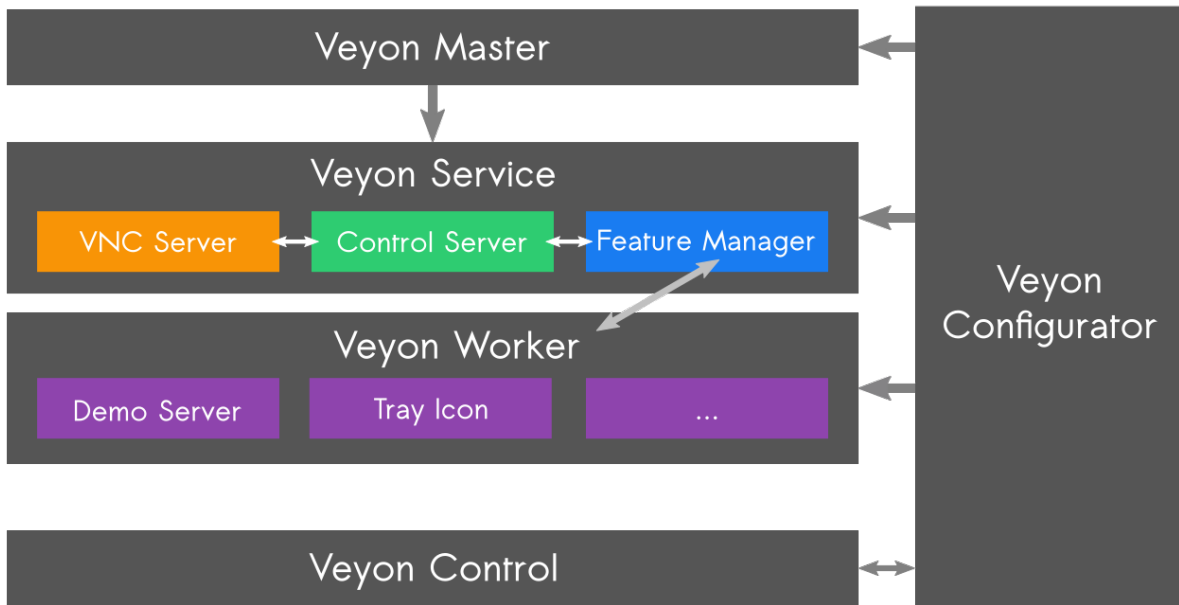 Veyon Master
Veyon Service
VNC Server
Control Server
Feature Manager
Veyon Worker
Demo Server
Tray Icon
...
Veyon Control
Veyon
Configurator